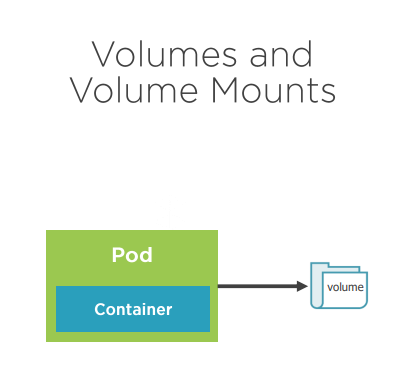 Volumes and
Volume Mounts
Pod
Container
volume